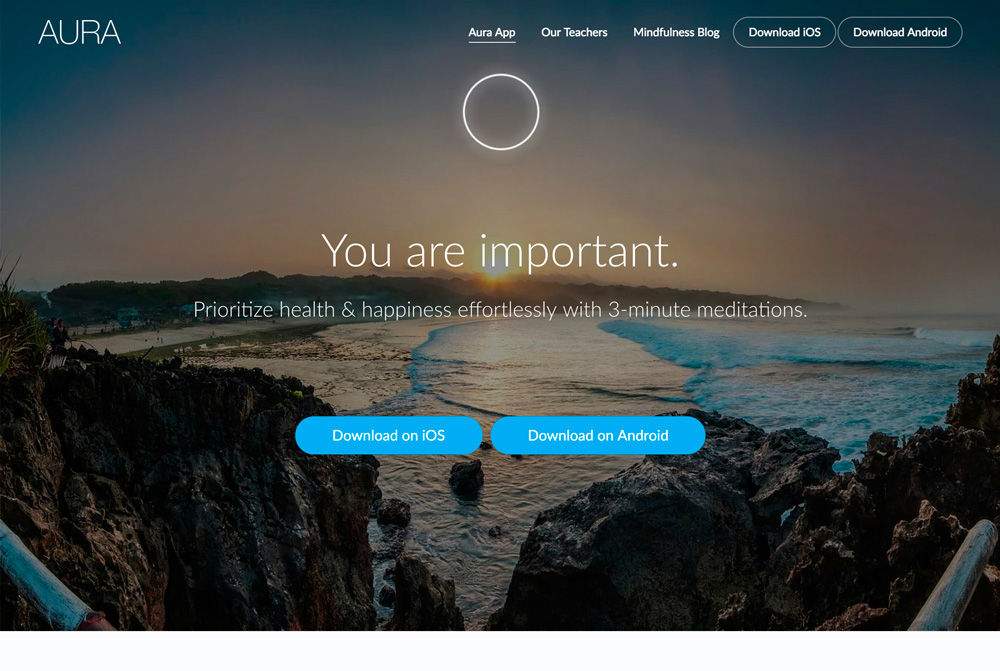 AURA
Aura App
Our Teachers
Mindfulness Blog
Download iOS
Download Android
You are important.
Prioritize health & happiness effortlessly with 3-minute meditations.
Download on iOS
Download on Android